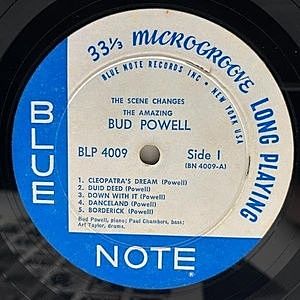 33⅓ MICROGROOVE LONG PLAYING
BLUE NOTE RECORDS INC • NEW YORK USA
THE SCENE CHANGES
THE AMAZING
BUD POWELL
BLP 4009 Side 1
(BN 4009-A)
1. CLEOPATRA'S DREAM (Powell)
2. DUID DEED (Powell)
3. DOWN WITH IT (Powell)
4. DANCELAND (Powell)
5. BORDERICK (Powell)
Bud Powell, piano; Paul Chambers, bass;
Art Taylor, drums.
BLUE
NOTE ®